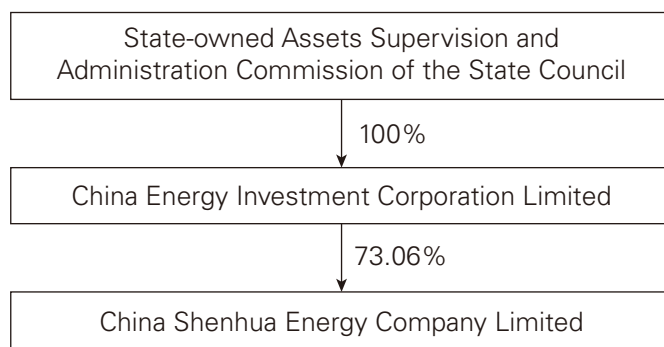 State-owned Assets Supervision and
Administration Commission of the State Council
100%
China Energy Investment Corporation Limited
73.06%
China Shenhua Energy Company Limited